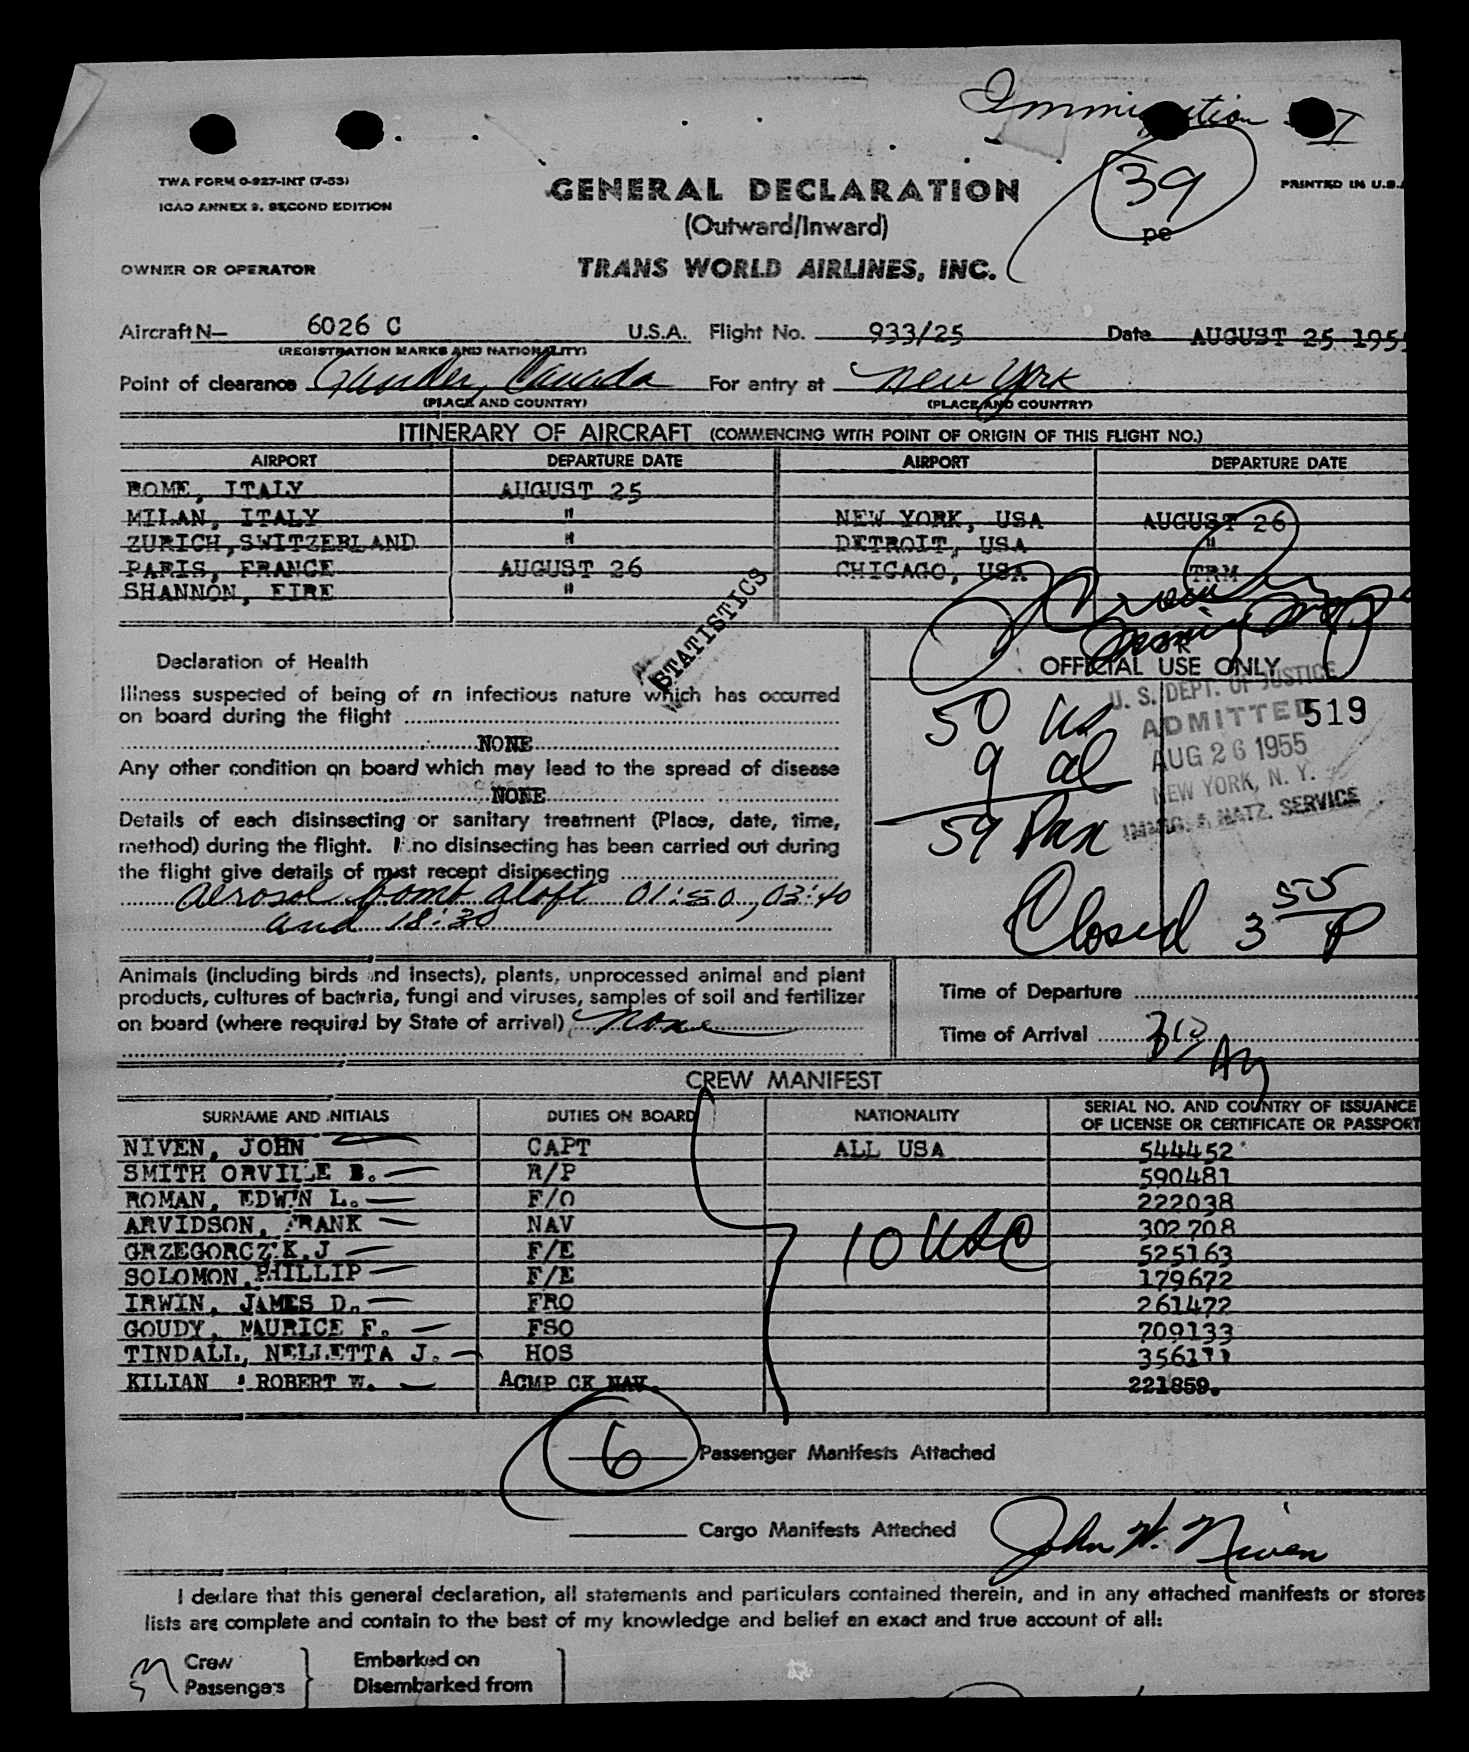 Immigration I
39
pe
TWA FORM O-927-INT (7-53)
ICAO ANNEX 9, SECOND EDITION
GENERAL DECLARATION
(Outward/Inward)
PRINTED IN U.S.A
OWNER OR OPERATOR
TRANS WORLD AIRLINES, INC.
Aircraft N— 6026 C U.S.A. Flight No. 933/25 Date AUGUST 25 1955
(REGISTRATION MARKS AND NATIONALITY)
Point of clearance Gander, Canada For entry at New York
(PLACE AND COUNTRY) (PLACE AND COUNTRY)
ITINERARY OF AIRCRAFT (COMMENCING WITH POINT OF ORIGIN OF THIS FLIGHT NO.)
AIRPORT DEPARTURE DATE AIRPORT DEPARTURE DATE
ROME, ITALY AUGUST 25
MILAN, ITALY " NEW YORK, USA AUGUST 26
ZURICH, SWITZERLAND " DETROIT, USA "
PARIS, FRANCE AUGUST 26 CHICAGO, USA TRM
SHANNON, EIRE "
STATISTICS
Declaration of Health
OFFICIAL USE ONLY
Illness suspected of being of an infectious nature which has occurred
on board during the flight
NONE
Any other condition on board which may lead to the spread of disease
NONE
Details of each disinsecting or sanitary treatment (Place, date, time,
method) during the flight. If no disinsecting has been carried out during
the flight give details of most recent disinsecting
aerosol bomb aloft 01:50, 03:40
and 18:30
50 us
9 al
59 Pax
Closed 3 55 P
U. S. DEPT. OF JUSTICE
ADMITTED 519
AUG 26 1955
NEW YORK, N. Y.
IMMIG. & NATZ. SERVICE
Animals (including birds and insects), plants, unprocessed animal and plant
products, cultures of bacteria, fungi and viruses, samples of soil and fertilizer
on board (where required by State of arrival) None
Time of Departure
Time of Arrival
CREW MANIFEST
SURNAME AND INITIALS DUTIES ON BOARD NATIONALITY SERIAL NO. AND COUNTRY OF ISSUANCE
OF LICENSE OR CERTIFICATE OR PASSPORT
NIVEN, JOHN CAPT ALL USA 544452
SMITH ORVILLE B. R/P 590481
ROMAN, EDWIN L. F/O 222038
ARVIDSON, FRANK NAV 302708
GRZEGORCZYK, J F/E 525163
SOLOMON, PHILLIP F/E 179672
IRWIN, JAMES D. FRO 261472
GOUDY, MAURICE F. FSO 709133
TINDALL, NELLETTA J. HOS 356111
KILIAN , ROBERT W. ACMP CK NAV. 221859.
10 USC
6 Passenger Manifests Attached
Cargo Manifests Attached
John W. Niven
I declare that this general declaration, all statements and particulars contained therein, and in any attached manifests or stores
lists are complete and contain to the best of my knowledge and belief an exact and true account of all:
Crew
Passengers
Embarked on
Disembarked from